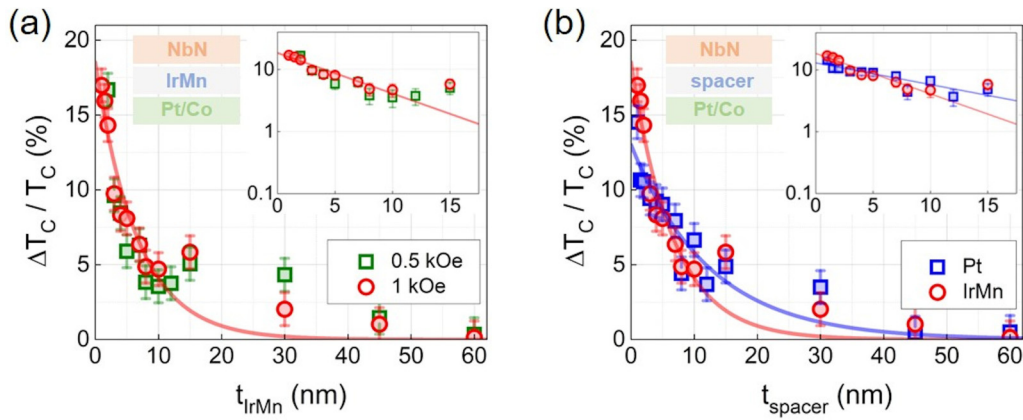 (a)
20
15
10
5
0
ΔT_C / T_C (%)
NbN
IrMn
Pt/Co
10
1
0.1
0 5 10 15
0.5 kOe
1 kOe
0 10 20 30 40 50 60
t_IrMn (nm)
(b)
20
15
10
5
0
ΔT_C / T_C (%)
NbN
spacer
Pt/Co
10
1
0.1
0 5 10 15
Pt
IrMn
0 10 20 30 40 50 60
t_spacer (nm)